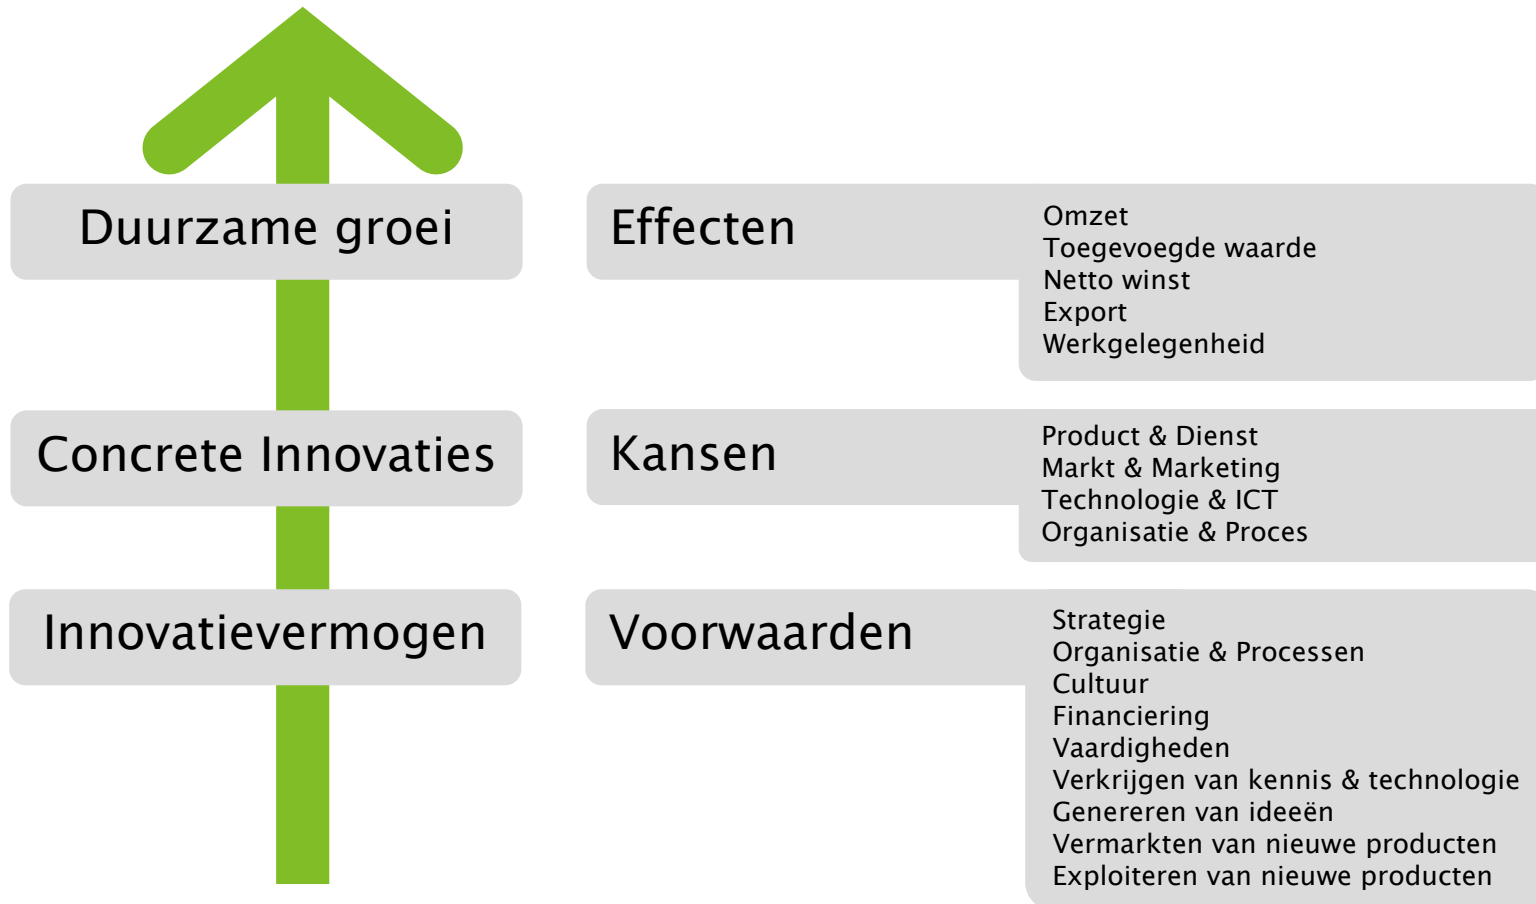 Duurzame groei
Effecten
Omzet
Toegevoegde waarde
Netto winst
Export
Werkgelegenheid
Concrete Innovaties
Kansen
Product & Dienst
Markt & Marketing
Technologie & ICT
Organisatie & Proces
Innovatievermogen
Voorwaarden
Strategie
Organisatie & Processen
Cultuur
Financiering
Vaardigheden
Verkrijgen van kennis & technologie
Genereren van ideeën
Vermarkten van nieuwe producten
Exploiteren van nieuwe producten